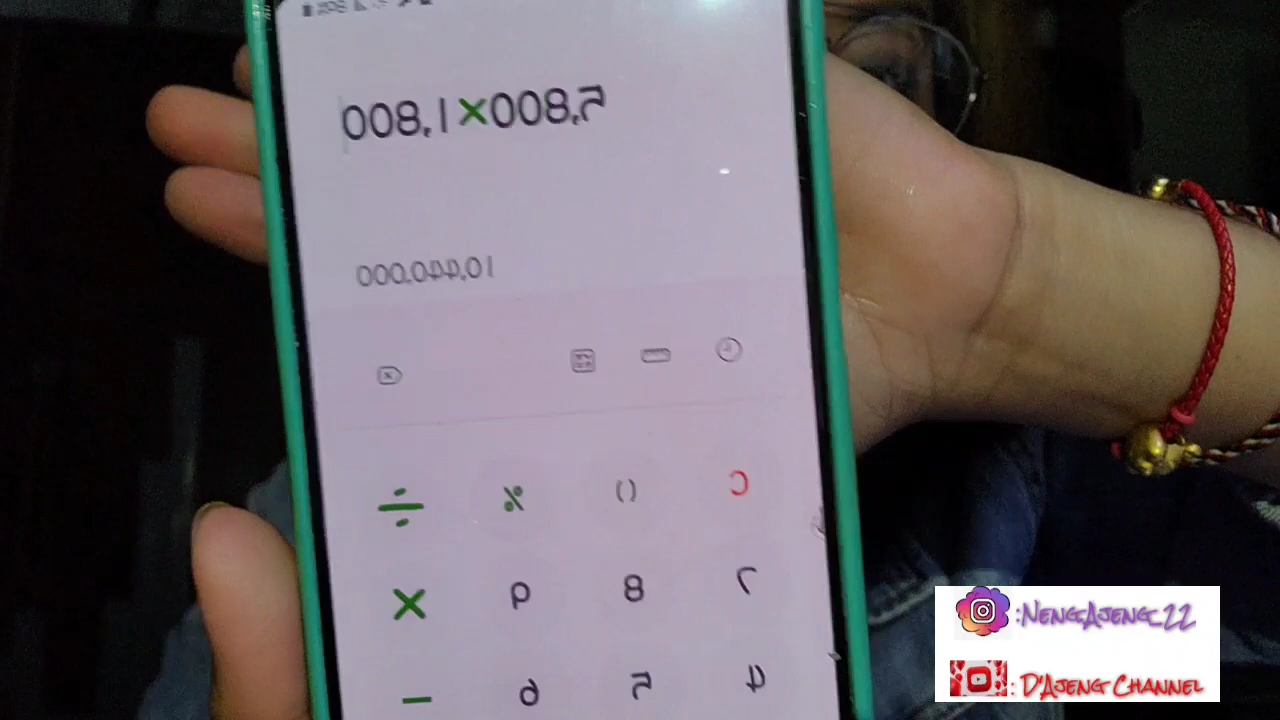 5,800×1,800
10,440,000
C () % ÷
7 8 9 ×
4 5 6 −
:NENGAJENG_22
: D'AJENG CHANNEL